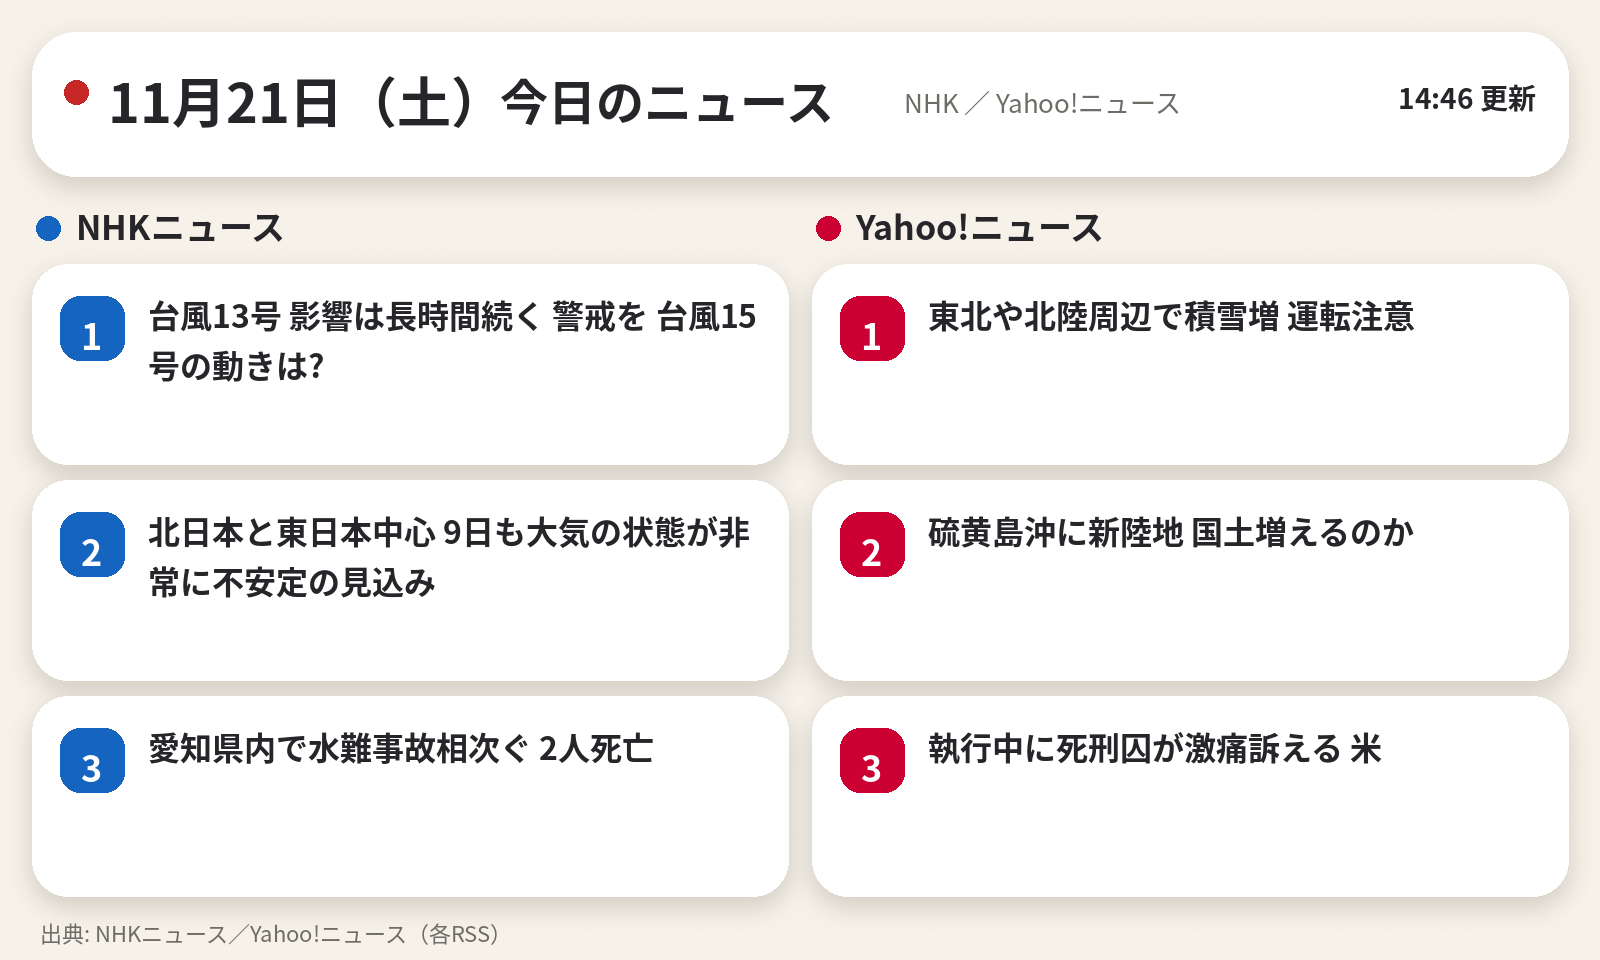 11月21日（土）今日のニュース
NHK ／ Yahoo!ニュース
14:46 更新
NHKニュース
1
台風13号 影響は長時間続く 警戒を 台風15
号の動きは?
2
北日本と東日本中心 9日も大気の状態が非
常に不安定の見込み
3
愛知県内で水難事故相次ぐ 2人死亡
Yahoo!ニュース
1
東北や北陸周辺で積雪増 運転注意
2
硫黄島沖に新陸地 国土増えるのか
3
執行中に死刑囚が激痛訴える 米
出典: NHKニュース／Yahoo!ニュース（各RSS）